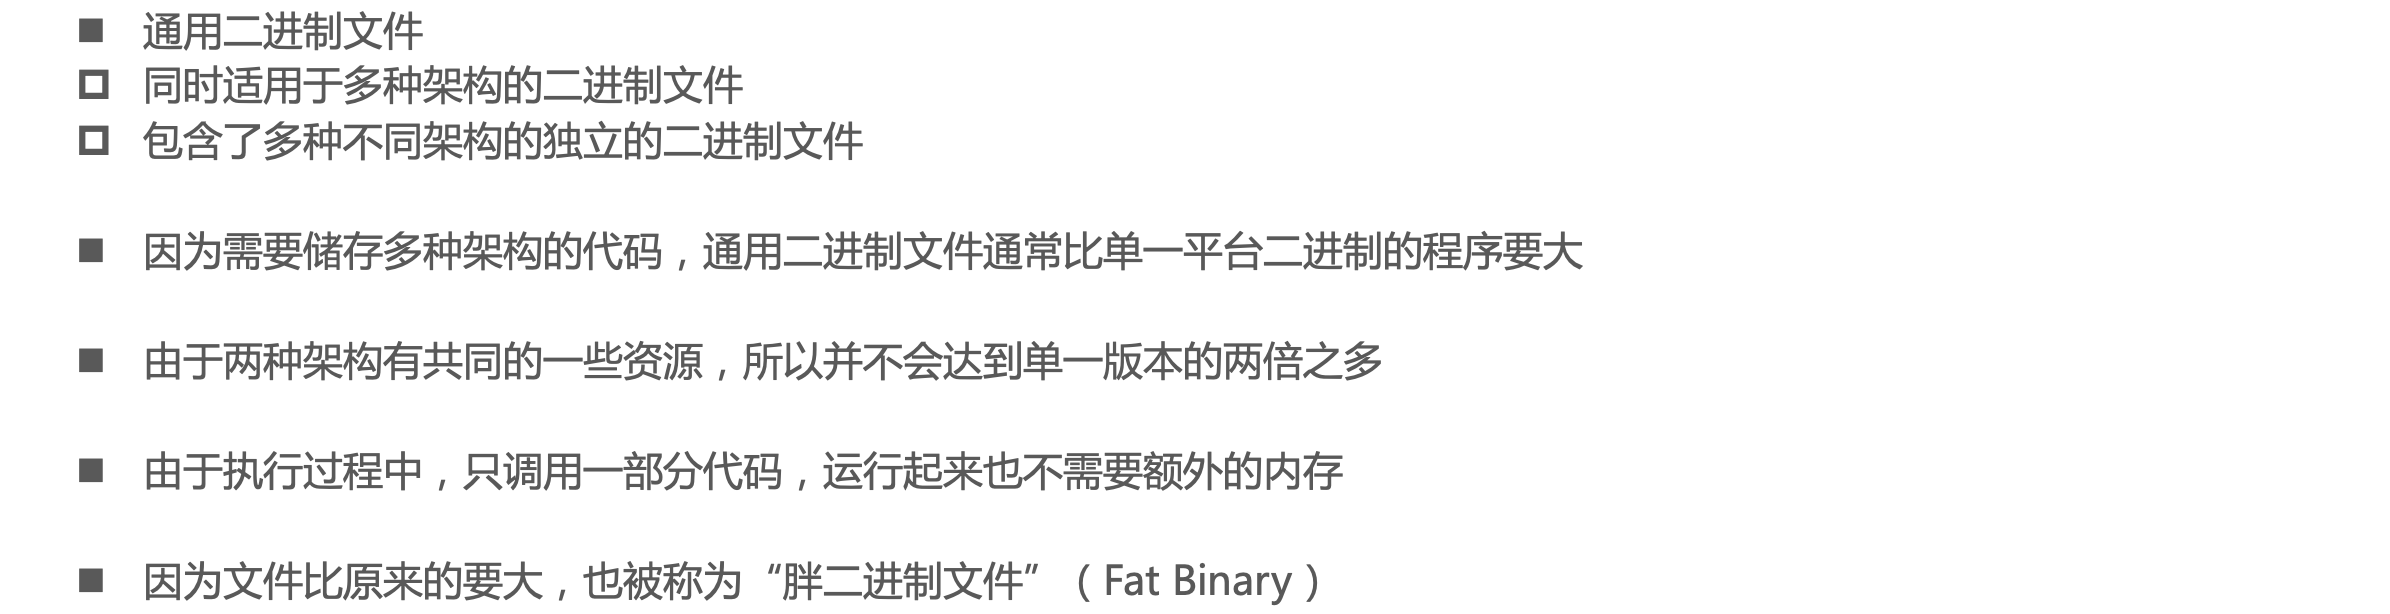 ■ 通用二进制文件
□ 同时适用于多种架构的二进制文件
□ 包含了多种不同架构的独立的二进制文件
■ 因为需要储存多种架构的代码，通用二进制文件通常比单一平台二进制的程序要大
■ 由于两种架构有共同的一些资源，所以并不会达到单一版本的两倍之多
■ 由于执行过程中，只调用一部分代码，运行起来也不需要额外的内存
■ 因为文件比原来的要大，也被称为“胖二进制文件”（Fat Binary）